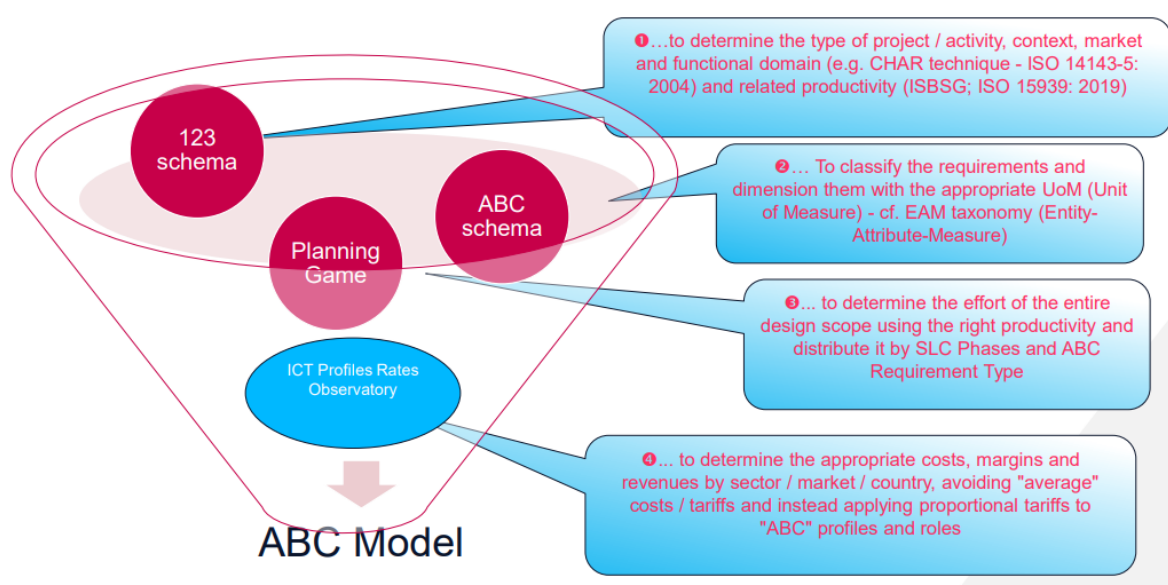 ❶…to determine the type of project / activity, context, market
and functional domain (e.g. CHAR technique - ISO 14143-5:
2004) and related productivity (ISBSG; ISO 15939: 2019)
123
schema
❷… To classify the requirements and
dimension them with the appropriate UoM (Unit
of Measure) - cf. EAM taxonomy (Entity-
Attribute-Measure)
ABC
schema
Planning
Game
❸... to determine the effort of the entire
design scope using the right productivity and
distribute it by SLC Phases and ABC
Requirement Type
ICT Profiles Rates
Observatory
❹... to determine the appropriate costs, margins and
revenues by sector / market / country, avoiding "average"
costs / tariffs and instead applying proportional tariffs to
"ABC" profiles and roles
ABC Model